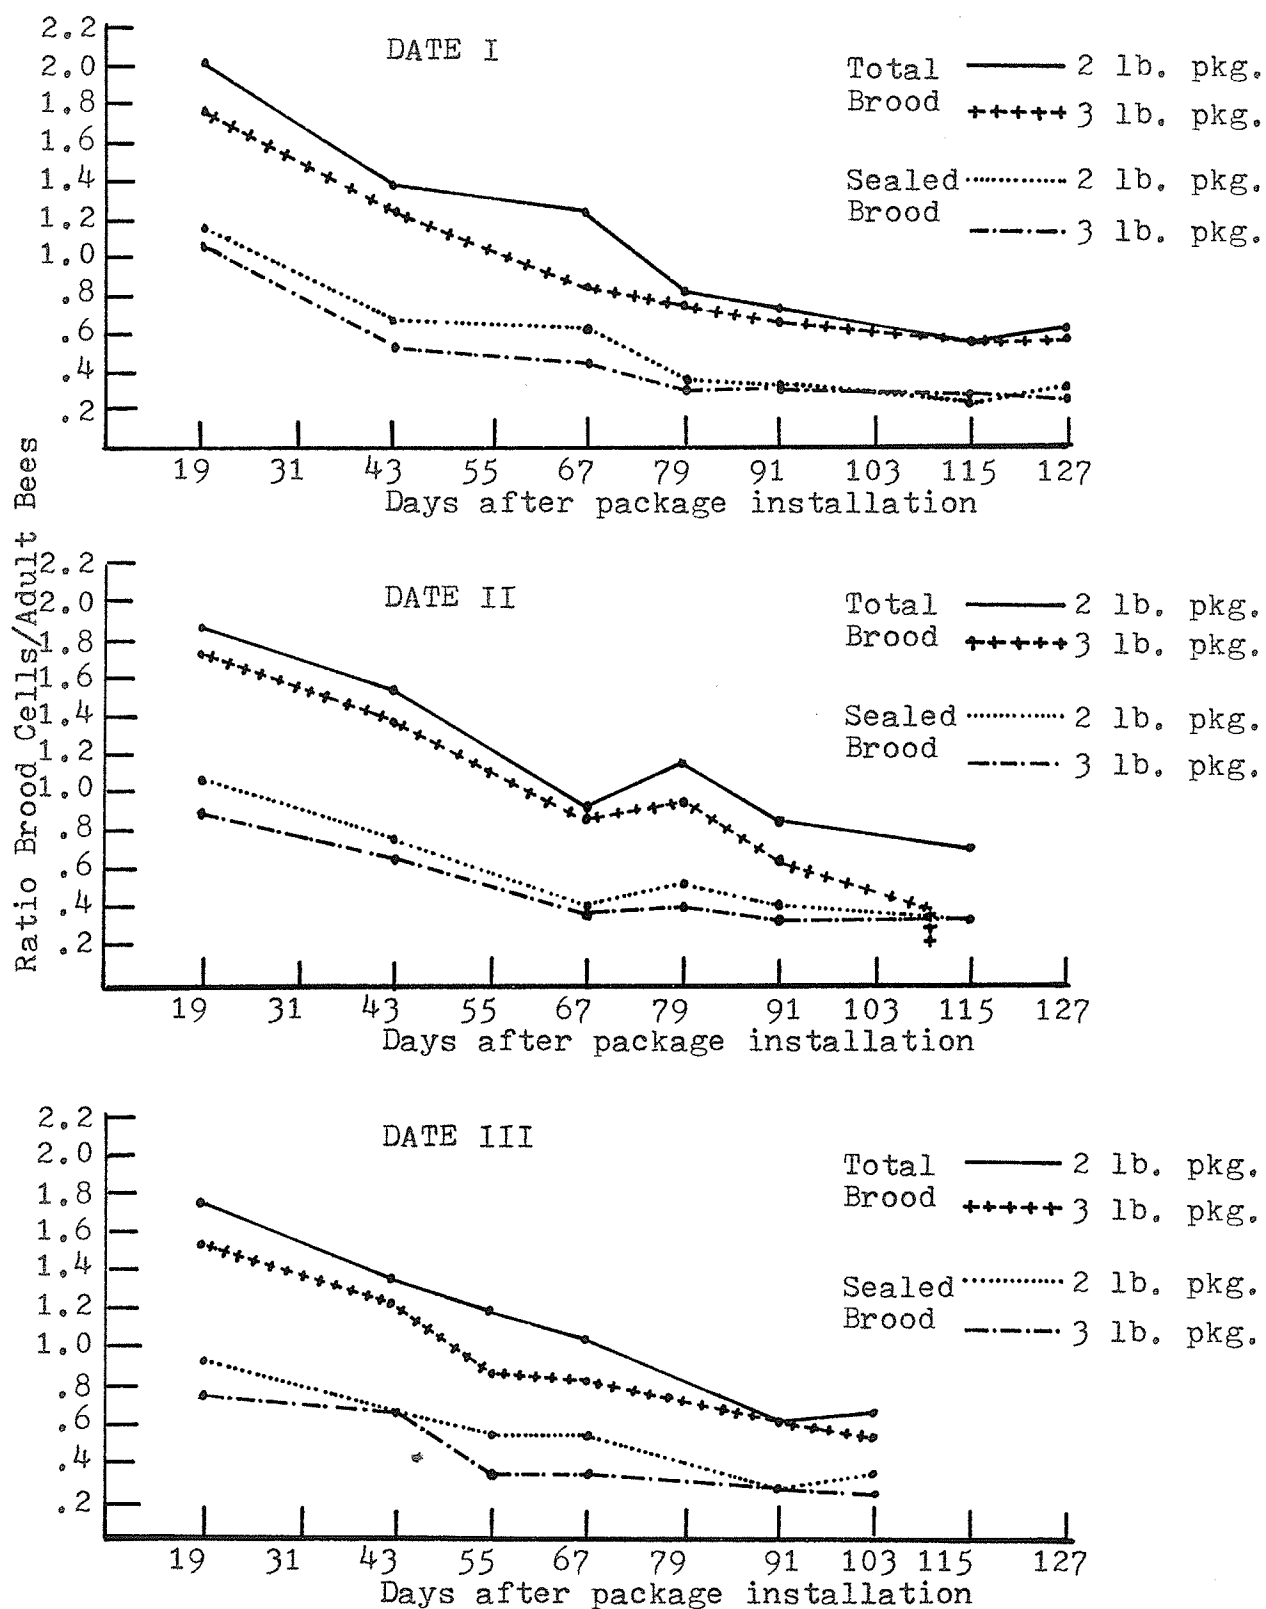 Ratio Brood Cells/Adult Bees
DATE I
2.2
2.0
1.8
1.6
1.4
1.2
1.0
.8
.6
.4
.2
Total Brood
2 lb. pkg.
3 lb. pkg.
Sealed Brood
2 lb. pkg.
3 lb. pkg.
19 31 43 55 67 79 91 103 115 127
Days after package installation
DATE II
2.2
2.0
1.8
1.6
1.4
1.2
1.0
.8
.6
.4
.2
Total Brood
2 lb. pkg.
3 lb. pkg.
Sealed Brood
2 lb. pkg.
3 lb. pkg.
19 31 43 55 67 79 91 103 115 127
Days after package installation
DATE III
2.2
2.0
1.8
1.6
1.4
1.2
1.0
.8
.6
.4
.2
Total Brood
2 lb. pkg.
3 lb. pkg.
Sealed Brood
2 lb. pkg.
3 lb. pkg.
19 31 43 55 67 79 91 103 115 127
Days after package installation